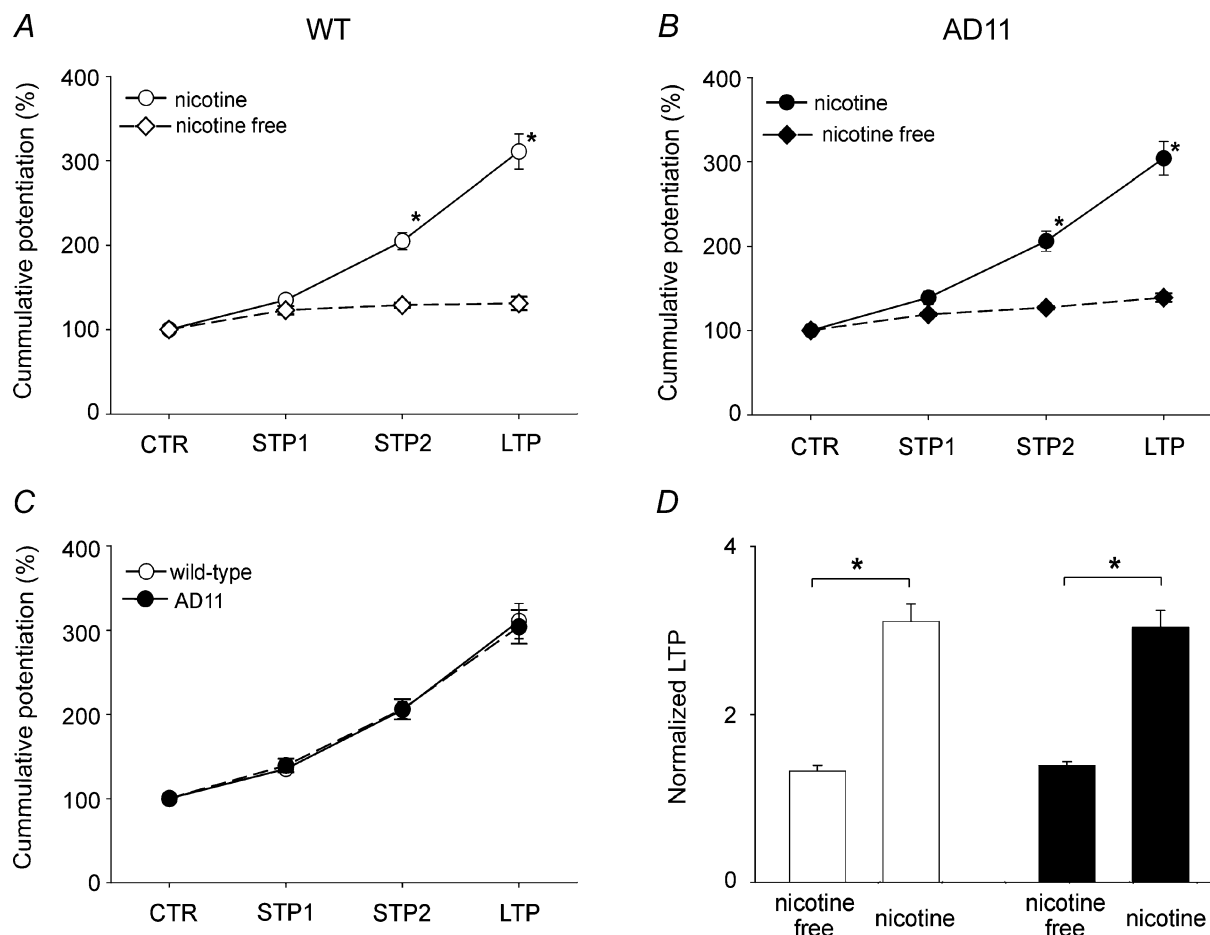 A
WT
Cummulative potentiation (%)
400
300
200
100
0
nicotine
nicotine free
*
*
CTR
STP1
STP2
LTP
B
AD11
Cummulative potentiation (%)
400
300
200
100
0
nicotine
nicotine free
*
*
CTR
STP1
STP2
LTP
C
Cummulative potentiation (%)
400
300
200
100
0
wild-type
AD11
CTR
STP1
STP2
LTP
D
Normalized LTP
4
2
0
*
*
nicotine
free
nicotine
nicotine
free
nicotine